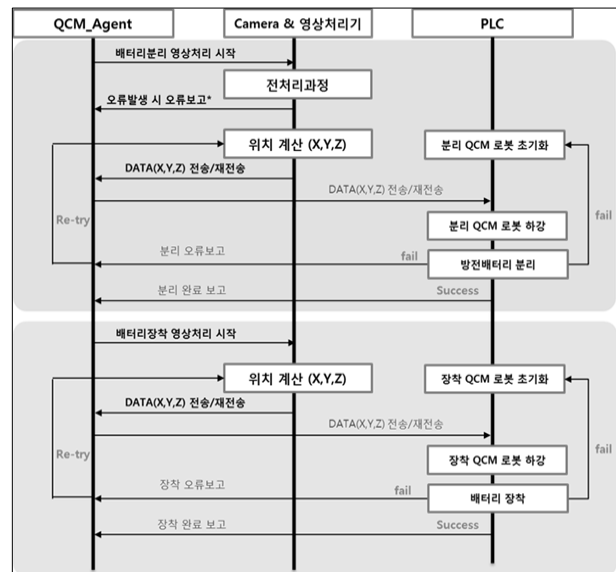 QCM_Agent
Camera & 영상처리기
PLC
배터리분리 영상처리 시작
전처리과정
오류발생 시 오류보고*
위치 계산 (X,Y,Z)
분리 QCM 로봇 초기화
DATA(X,Y,Z) 전송/재전송
DATA(X,Y,Z) 전송/재전송
Re-try
fail
분리 QCM 로봇 하강
분리 오류보고
fail
방전배터리 분리
분리 완료 보고
Success
배터리장착 영상처리 시작
위치 계산 (X,Y,Z)
장착 QCM 로봇 초기화
DATA(X,Y,Z) 전송/재전송
DATA(X,Y,Z) 전송/재전송
Re-try
fail
장착 QCM 로봇 하강
장착 오류보고
fail
배터리 장착
장착 완료 보고
Success